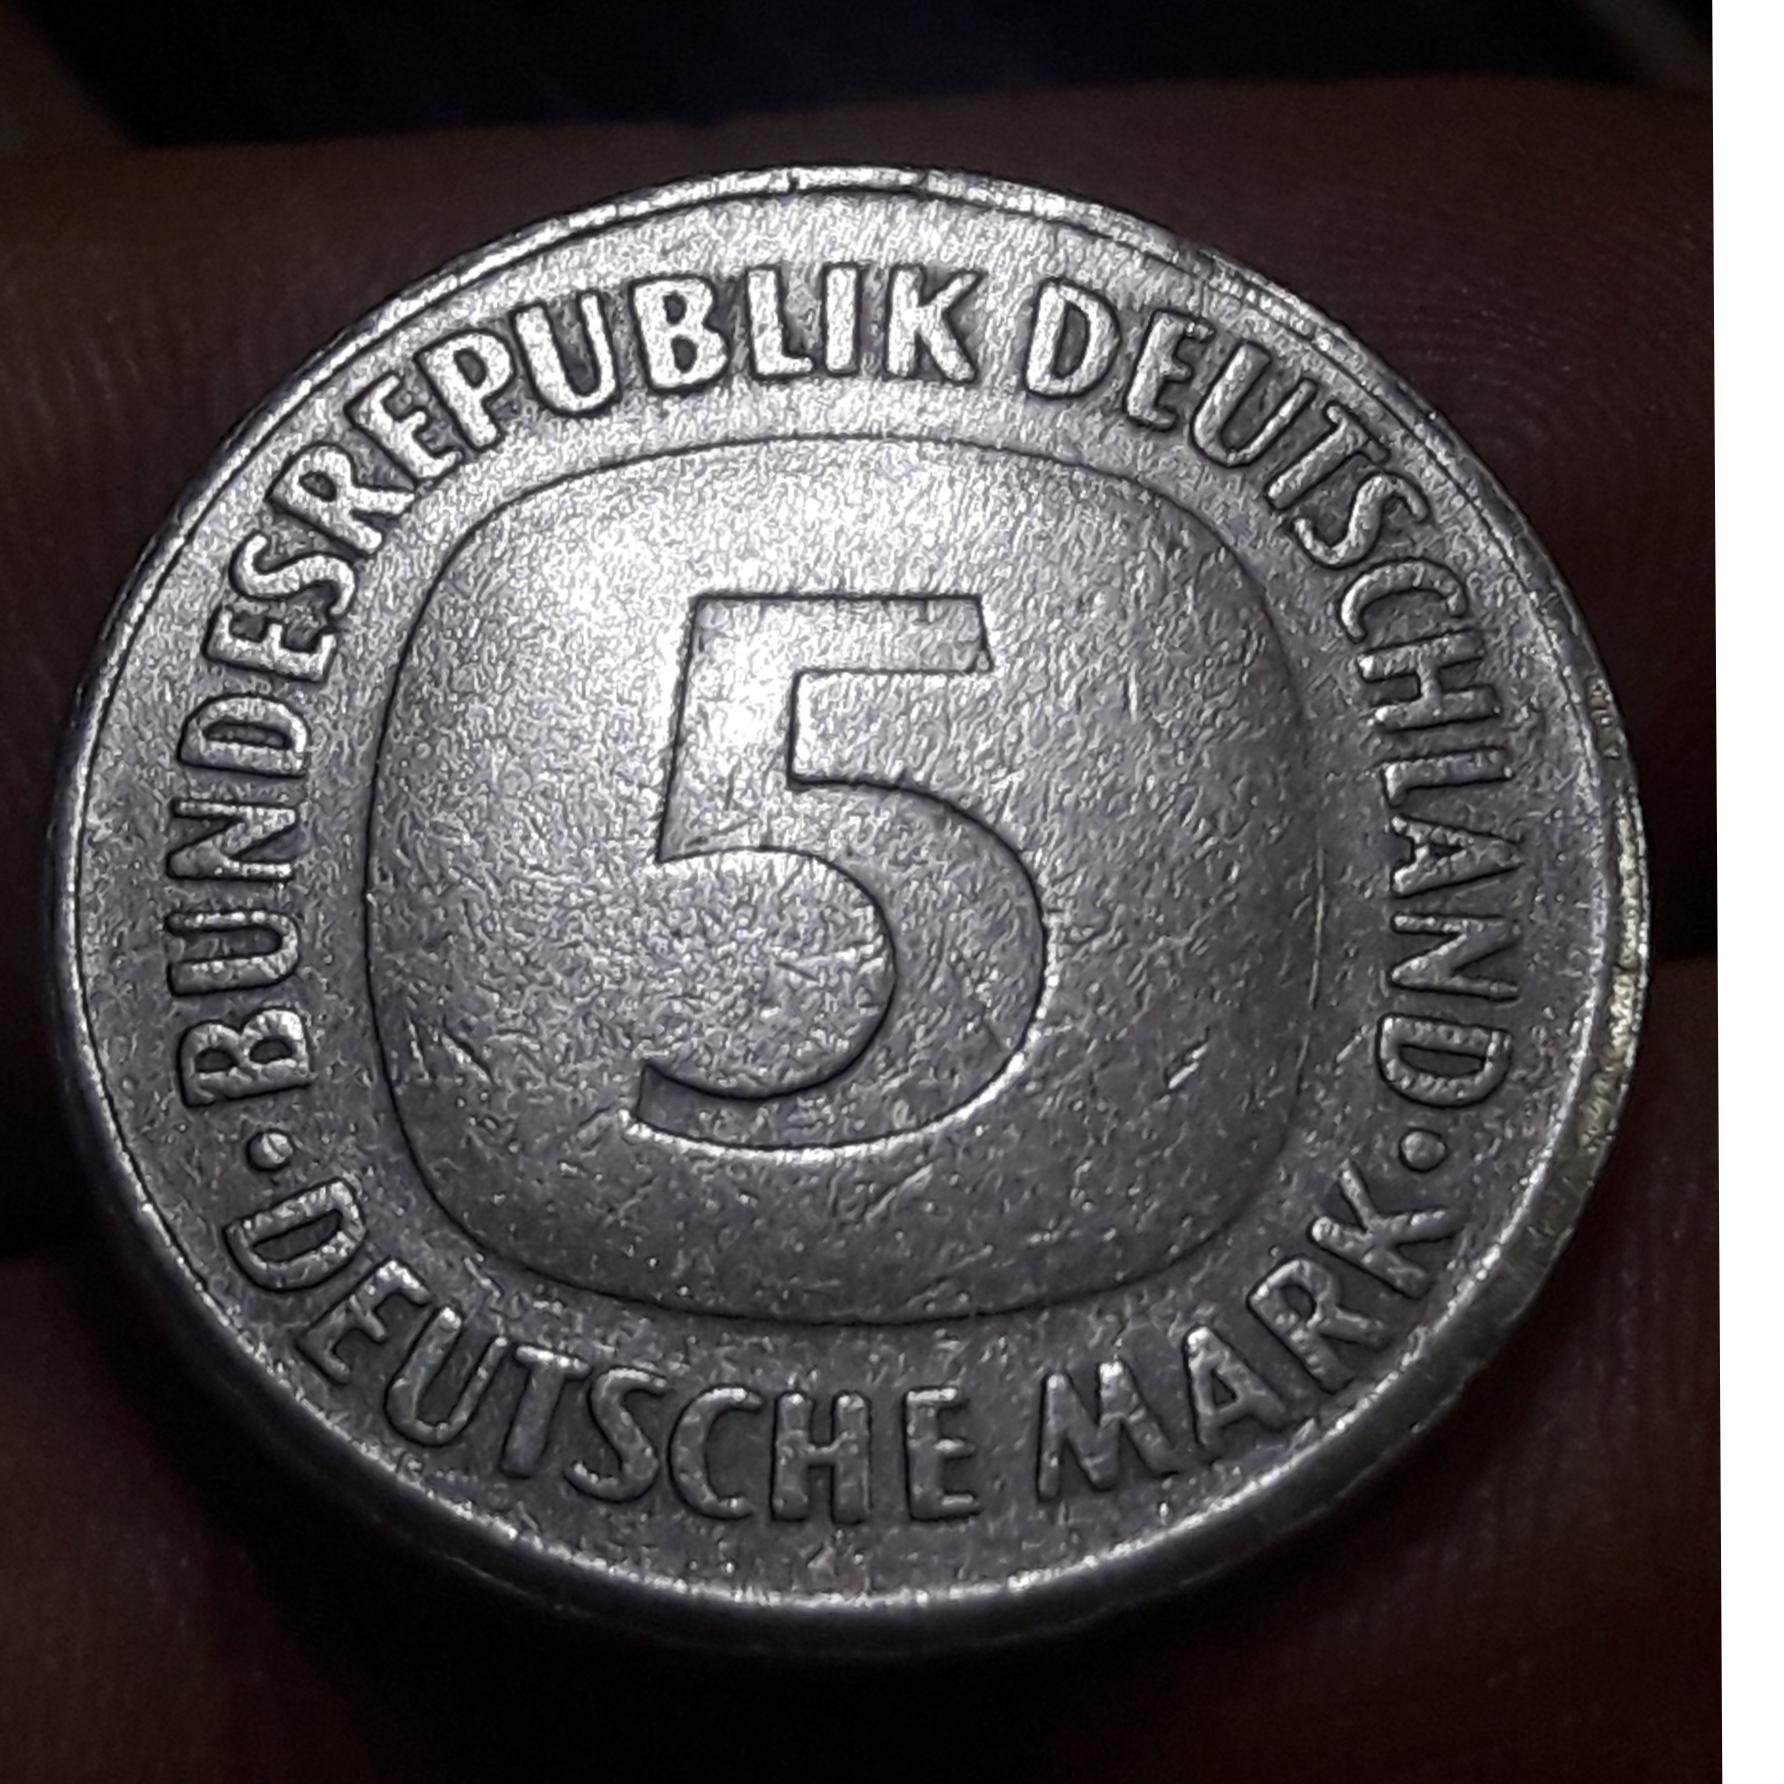 BUNDESREPUBLIK DEUTSCHLAND
5
DEUTSCHE MARK